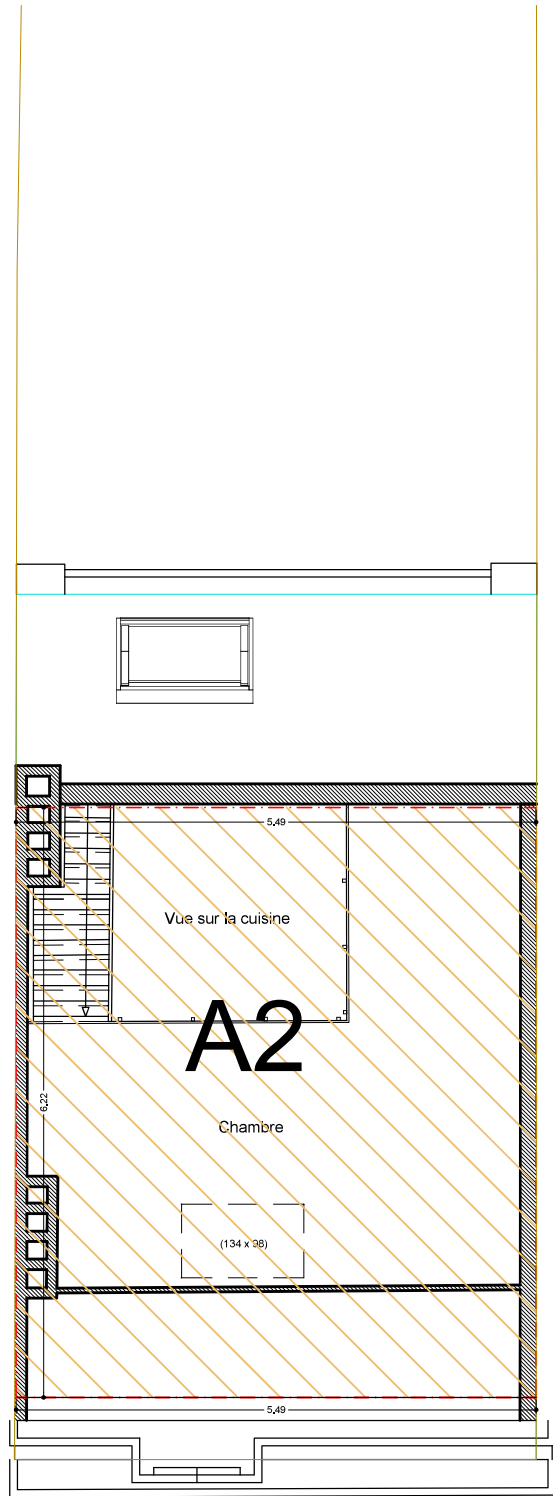 5.49
Vue sur la cuisine
A2
6.22
Chambre
(134 x 98)
5.49